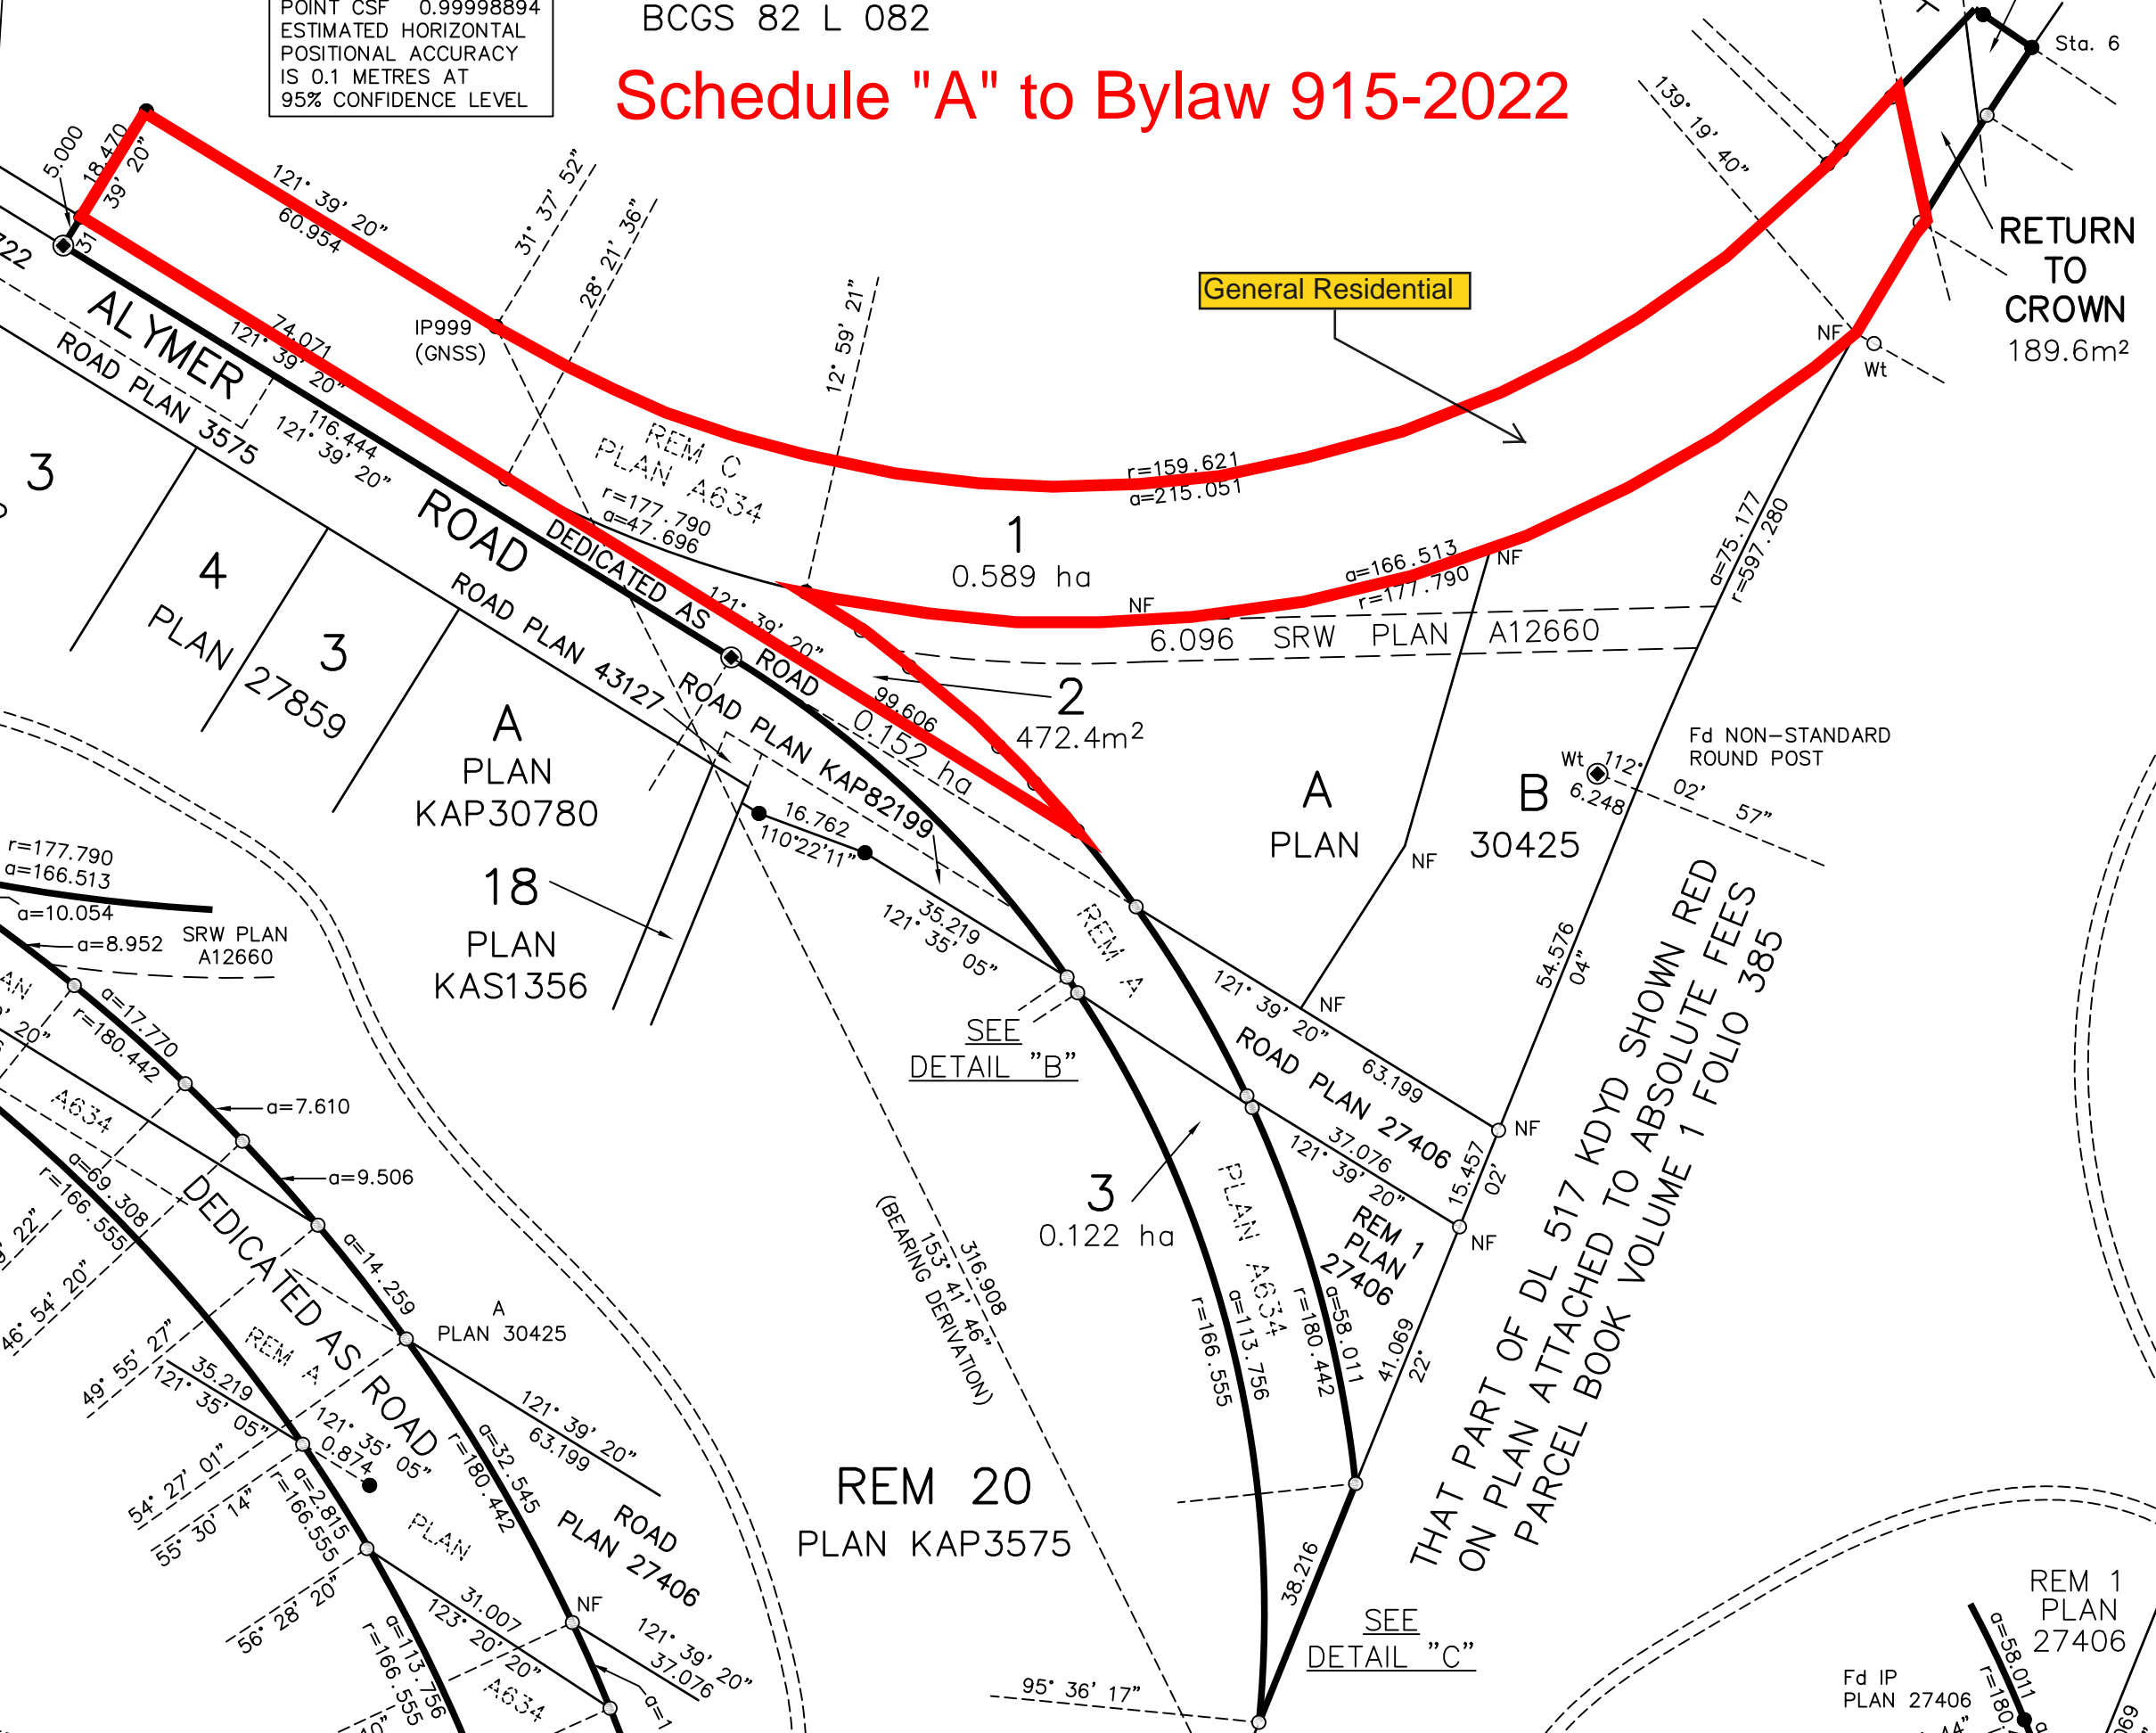 POINT CSF 0.99998894
ESTIMATED HORIZONTAL
POSITIONAL ACCURACY
IS 0.1 METRES AT
95% CONFIDENCE LEVEL
BCGS 82 L 082
Schedule "A" to Bylaw 915-2022
Sta. 6
5.000
18.470
39' 20"
31°
121° 39' 20"
60.954
31° 37' 52"
28° 21' 36"
12° 59' 21"
139° 19' 40"
General Residential
RETURN
TO
CROWN
189.6m²
NF
Wt
IP999
(GNSS)
722
ALYMER
ROAD
74.071
121° 39' 20"
116.444
121° 39' 20"
ROAD PLAN 3575
REM C
PLAN A634
r=177.790
a=47.696
r=159.621
a=215.051
1
0.589 ha
a=166.513
r=177.790
NF
NF
a=75.177
r=597.280
6.096 SRW PLAN A12660
DEDICATED AS
ROAD
121° 39' 20"
99.606
0.152 ha
2
472.4m²
3
4
PLAN 27859
3
ROAD PLAN 43127
ROAD PLAN KAP82199
A
PLAN
KAP30780
18
PLAN
KAS1356
16.762
110°22'11"
35.219
121° 35' 05"
A
PLAN
B
30425
NF
Wt
112° 02' 57"
6.248
Fd NON-STANDARD
ROUND POST
54.576
04"
REM A
SEE
DETAIL "B"
121° 39' 20"
63.199
NF
NF
ROAD PLAN 27406
37.076
121° 39' 20"
15.457
02'
NF
REM 1
PLAN
27406
3
0.122 ha
PLAN A634
r=166.555
a=113.756
r=180.442
a=58.011
41.069
22°
38.216
THAT PART OF DL 517 KDYD SHOWN RED
ON PLAN ATTACHED TO ABSOLUTE FEES
PARCEL BOOK VOLUME 1 FOLIO 385
316.908
153° 41' 46"
(BEARING DERIVATION)
REM 20
PLAN KAP3575
SEE
DETAIL "C"
95° 36' 17"
r=177.790
a=166.513
a=10.054
a=8.952
SRW PLAN
A12660
a=17.770
r=180.442
a=7.610
a=9.506
A634
a=69.308
r=166.555
DEDICATED AS ROAD
a=14.259
A
PLAN 30425
46° 54' 20"
49° 55' 27"
REM A
35.219
121° 35' 05"
121° 35' 05"
0.874
54° 27' 01"
55° 30' 14"
a=2.815
r=166.555
a=32.545
r=180.442
121° 39' 20"
63.199
ROAD
PLAN 27406
PLAN
56° 28' 20"
31.007
123° 20' 20"
NF
121° 39' 20"
37.076
a=113.756
r=166.555
A634
REM 1
PLAN
27406
a=58.011
Fd IP
PLAN 27406